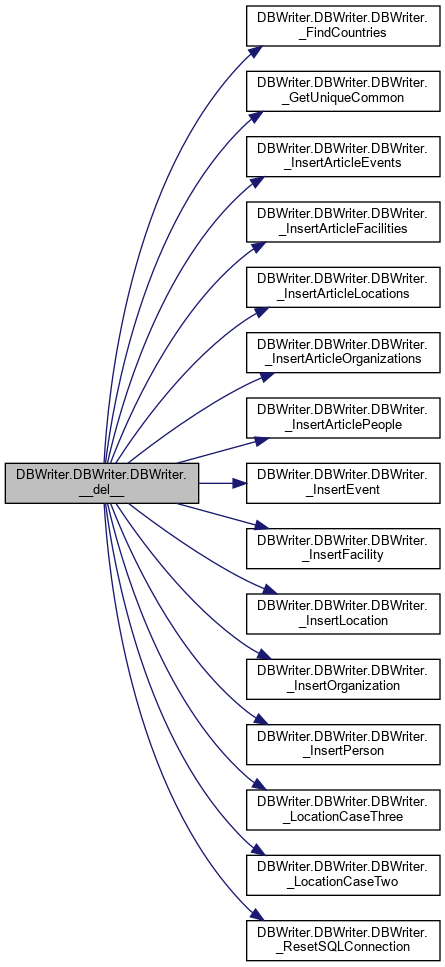 DBWriter.DBWriter.DBWriter.
_FindCountries
DBWriter.DBWriter.DBWriter.
_GetUniqueCommon
DBWriter.DBWriter.DBWriter.
_InsertArticleEvents
DBWriter.DBWriter.DBWriter.
_InsertArticleFacilities
DBWriter.DBWriter.DBWriter.
_InsertArticleLocations
DBWriter.DBWriter.DBWriter.
_InsertArticleOrganizations
DBWriter.DBWriter.DBWriter.
_InsertArticlePeople
DBWriter.DBWriter.DBWriter.
__del__
DBWriter.DBWriter.DBWriter.
_InsertEvent
DBWriter.DBWriter.DBWriter.
_InsertFacility
DBWriter.DBWriter.DBWriter.
_InsertLocation
DBWriter.DBWriter.DBWriter.
_InsertOrganization
DBWriter.DBWriter.DBWriter.
_InsertPerson
DBWriter.DBWriter.DBWriter.
_LocationCaseThree
DBWriter.DBWriter.DBWriter.
_LocationCaseTwo
DBWriter.DBWriter.DBWriter.
_ResetSQLConnection